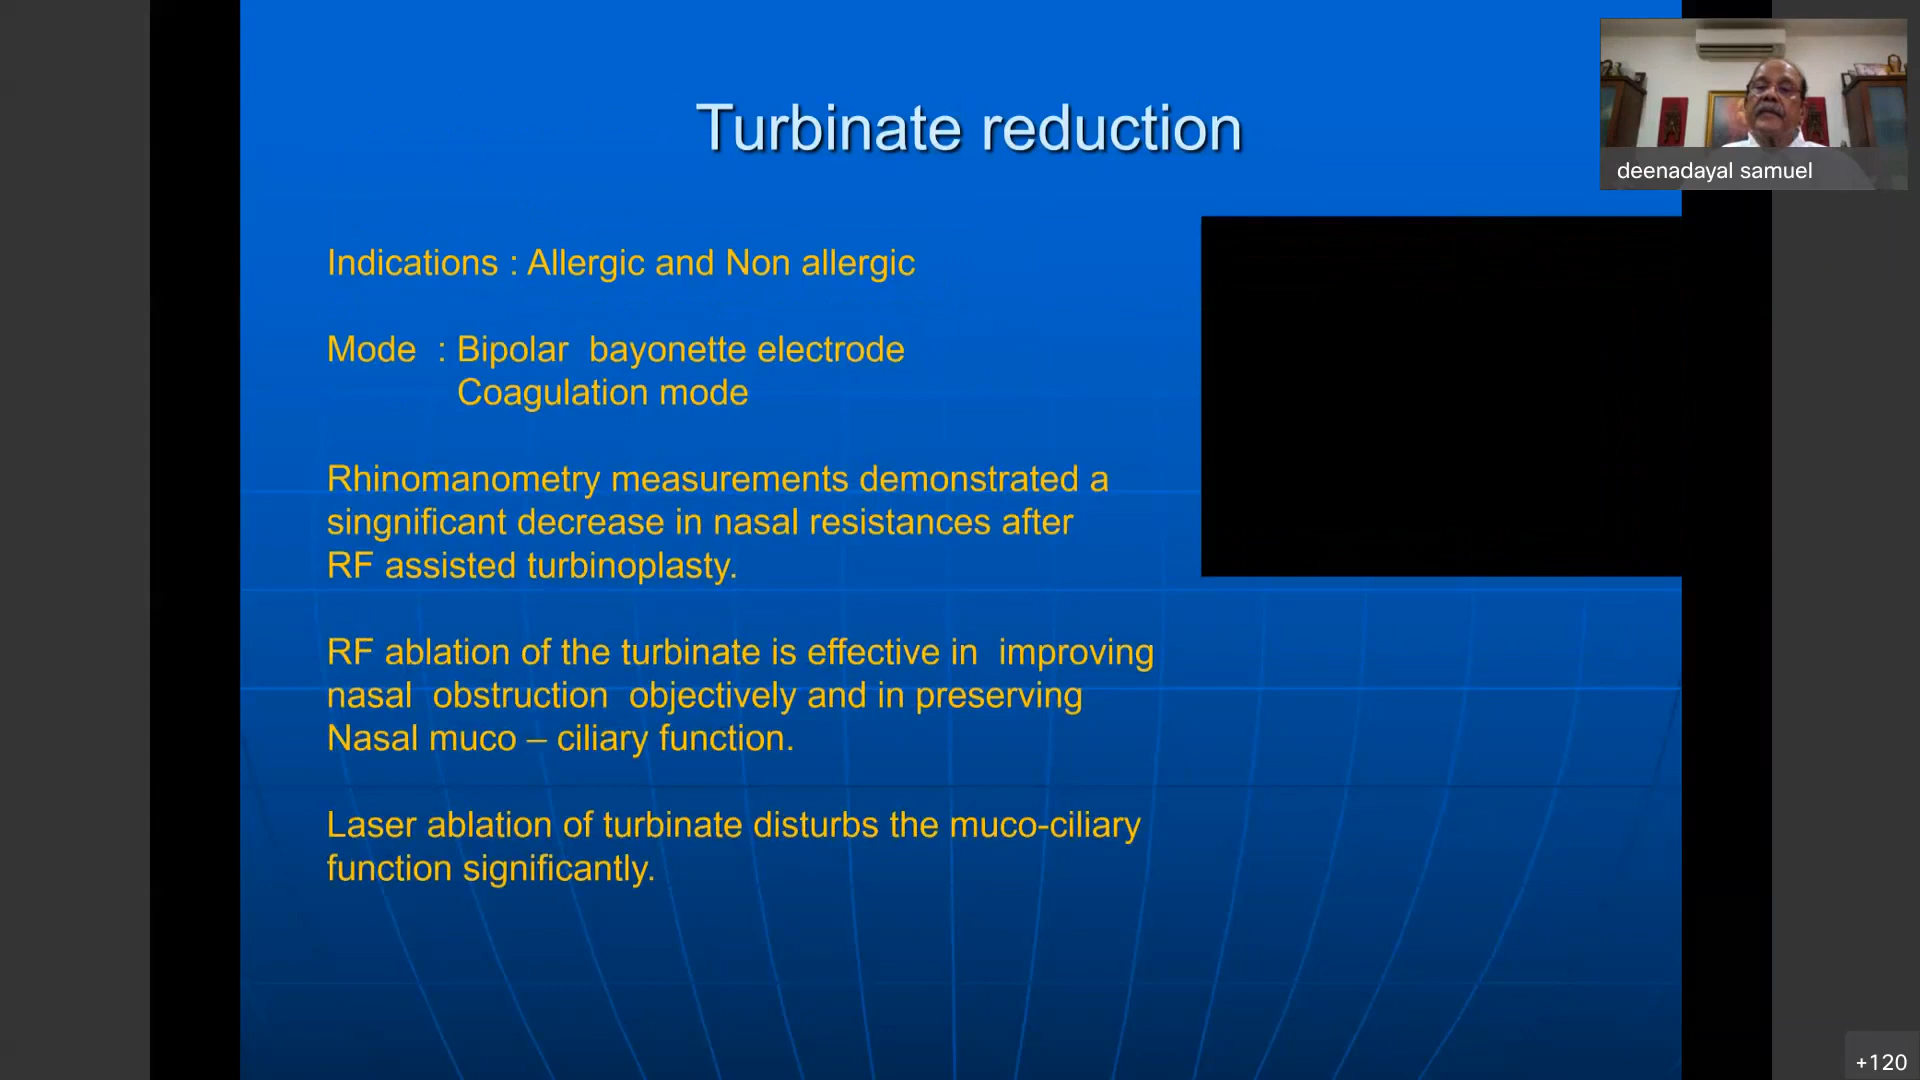 Turbinate reduction
deenadayal samuel
Indications : Allergic and Non allergic
Mode : Bipolar bayonette electrode
Coagulation mode
Rhinomanometry measurements demonstrated a
singnificant decrease in nasal resistances after
RF assisted turbinoplasty.
RF ablation of the turbinate is effective in improving
nasal obstruction objectively and in preserving
Nasal muco – ciliary function.
Laser ablation of turbinate disturbs the muco-ciliary
function significantly.
+120